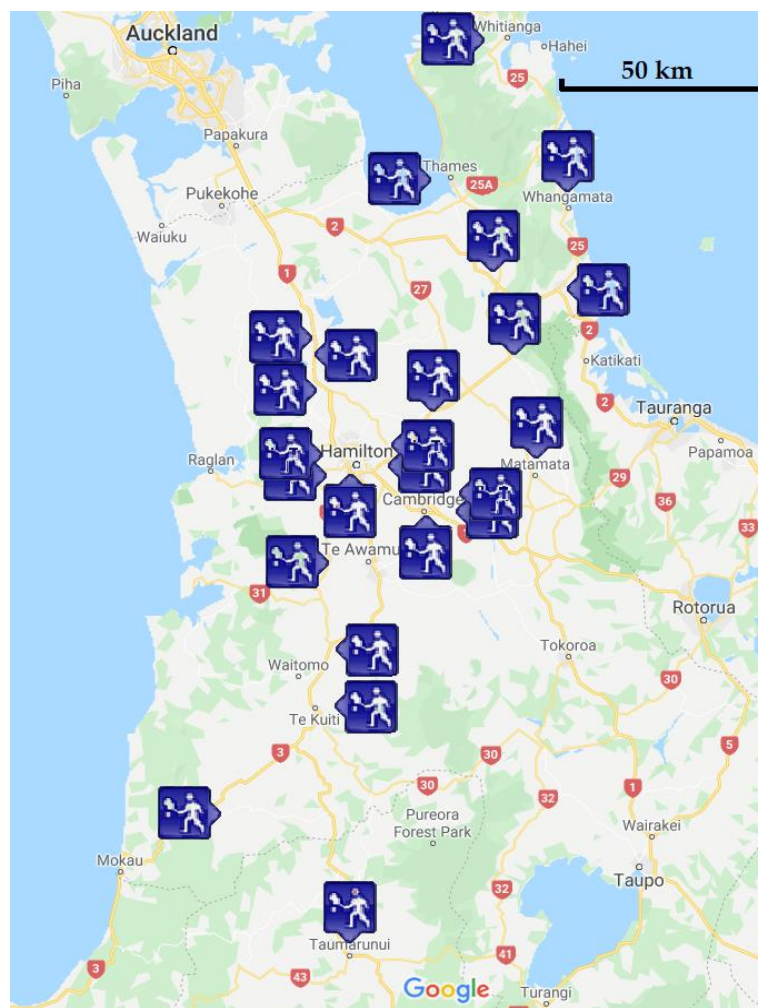 Auckland
Whitianga
Hahei
25
50 km
Piha
Papakura
Thames
25A
Pukekohe
Whangamata
2
Waiuku
25
1
27
2
Katikati
2
Tauranga
Papamoa
Raglan
Hamilton
Matamata
29
36
Cambridge
33
Te Awamu
31
Rotorua
Tokoroa
Waitomo
30
Te Kuiti
5
3
30
30
32
1
Pureora
Forest Park
Wairakei
Mokau
Taupo
32
Taumarunui
3
43
41
Google
Turangi